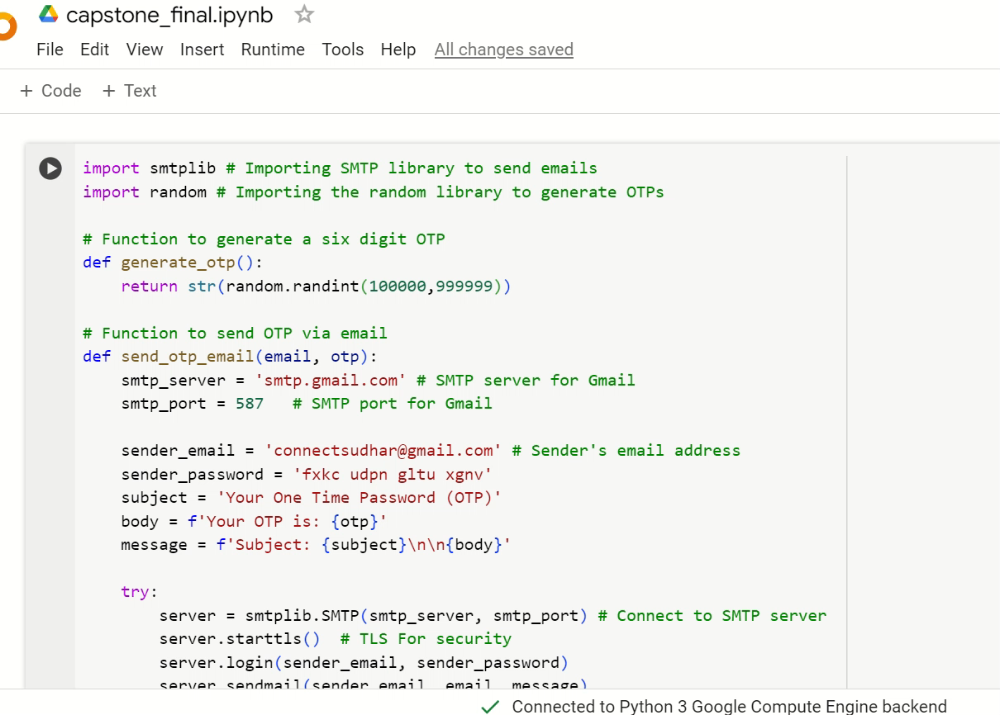 capstone_final.ipynb
File Edit View Insert Runtime Tools Help All changes saved
+ Code + Text
import smtplib # Importing SMTP library to send emails
import random # Importing the random library to generate OTPs
# Function to generate a six digit OTP
def generate_otp():
    return str(random.randint(100000,999999))
# Function to send OTP via email
def send_otp_email(email, otp):
    smtp_server = 'smtp.gmail.com' # SMTP server for Gmail
    smtp_port = 587   # SMTP port for Gmail
    sender_email = 'connectsudhar@gmail.com' # Sender's email address
    sender_password = 'fxkc udpn gltu xgnv'
    subject = 'Your One Time Password (OTP)'
    body = f'Your OTP is: {otp}'
    message = f'Subject: {subject}\n\n{body}'
    try:
        server = smtplib.SMTP(smtp_server, smtp_port) # Connect to SMTP server
        server.starttls()  # TLS For security
        server.login(sender_email, sender_password)
        server.sendmail(sender_email, email, message)
Connected to Python 3 Google Compute Engine backend